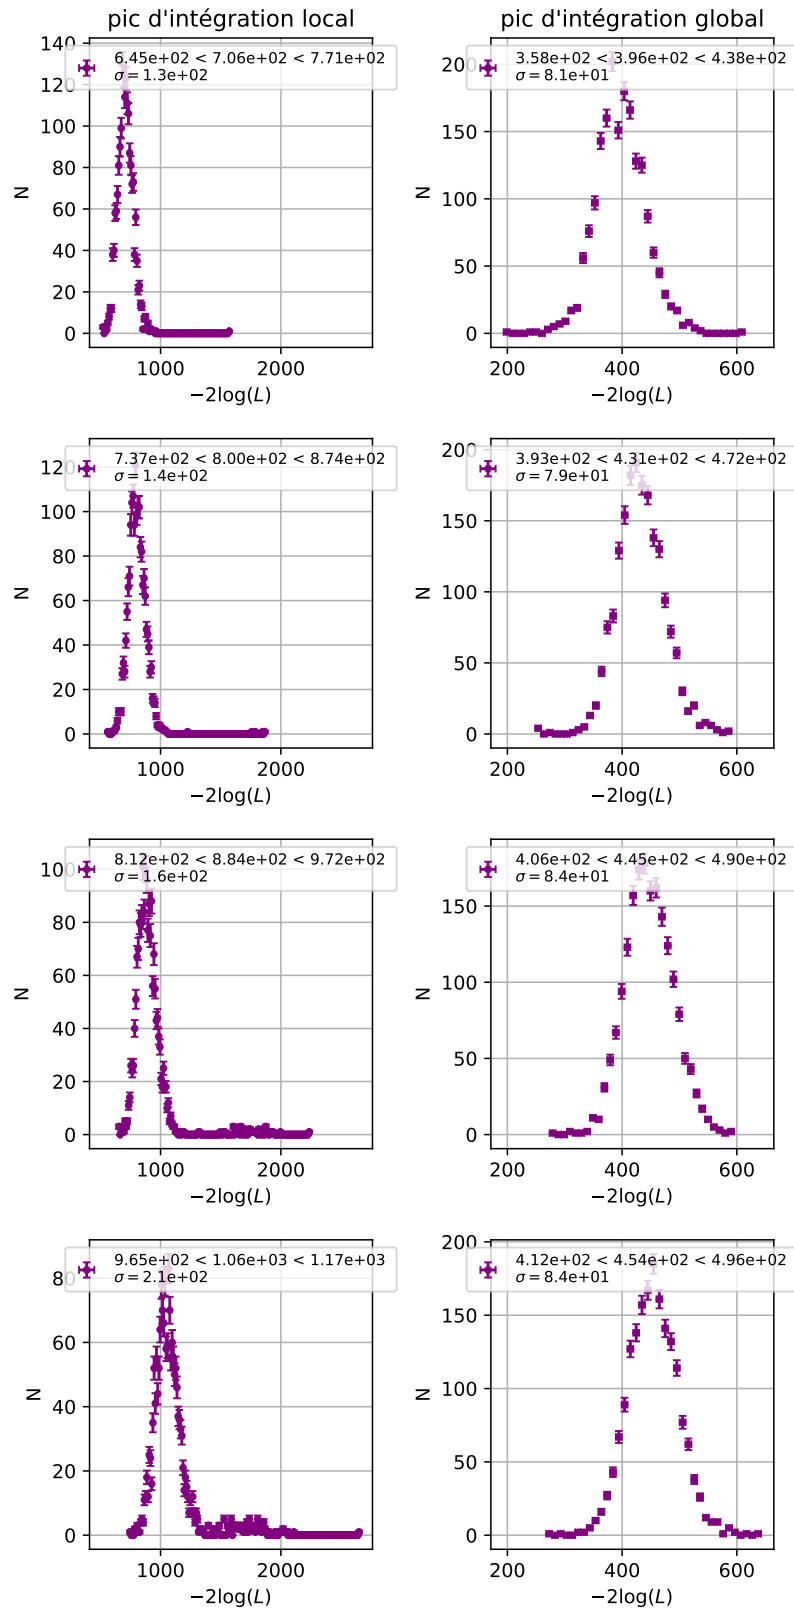 pic d'intégration local
pic d'intégration global
6.45e+02 < 7.06e+02 < 7.71e+02
σ = 1.3e+02
140
120
100
80
60
40
20
0
N
1000
2000
−2log(L)
3.58e+02 < 3.96e+02 < 4.38e+02
σ = 8.1e+01
200
150
100
50
0
N
200
400
600
−2log(L)
7.37e+02 < 8.00e+02 < 8.74e+02
σ = 1.4e+02
120
100
80
60
40
20
0
N
1000
2000
−2log(L)
3.93e+02 < 4.31e+02 < 4.72e+02
σ = 7.9e+01
200
150
100
50
0
N
200
400
600
−2log(L)
8.12e+02 < 8.84e+02 < 9.72e+02
σ = 1.6e+02
100
80
60
40
20
0
N
1000
2000
−2log(L)
4.06e+02 < 4.45e+02 < 4.90e+02
σ = 8.4e+01
150
100
50
0
N
200
400
600
−2log(L)
9.65e+02 < 1.06e+03 < 1.17e+03
σ = 2.1e+02
80
60
40
20
0
N
1000
2000
−2log(L)
4.12e+02 < 4.54e+02 < 4.96e+02
σ = 8.4e+01
200
150
100
50
0
N
200
400
600
−2log(L)